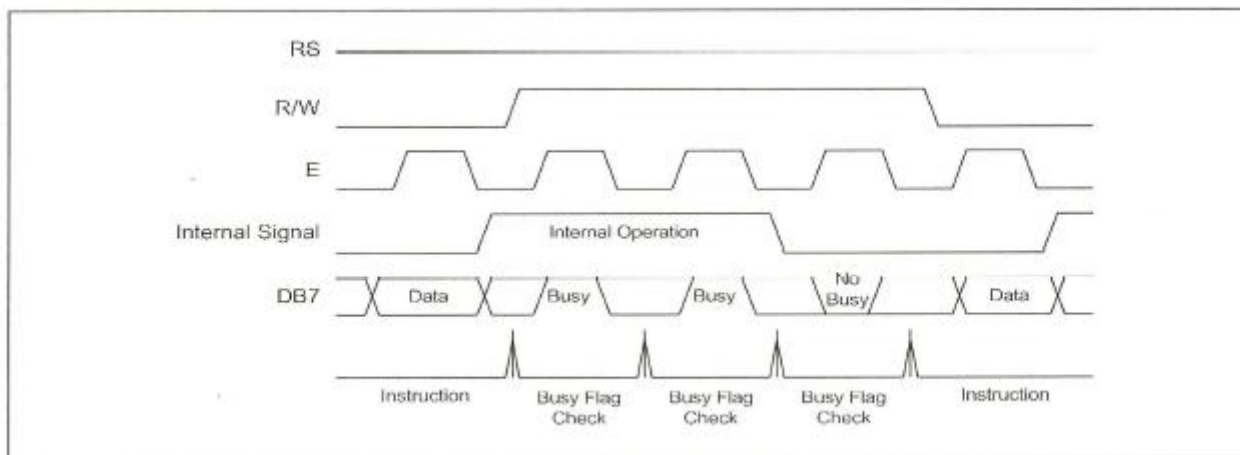 RS
R/W
E
Internal Signal
Internal Operation
DB7
Data
Busy
Busy
No
Busy
Data
Instruction
Busy Flag
Check
Busy Flag
Check
Busy Flag
Check
Instruction